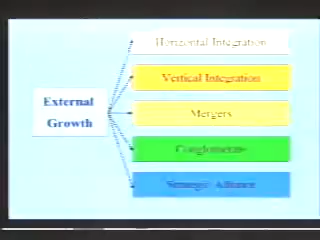 External
Growth
Horizontal Integration
Vertical Integration
Mergers
Conglomerate
Strategic Alliance